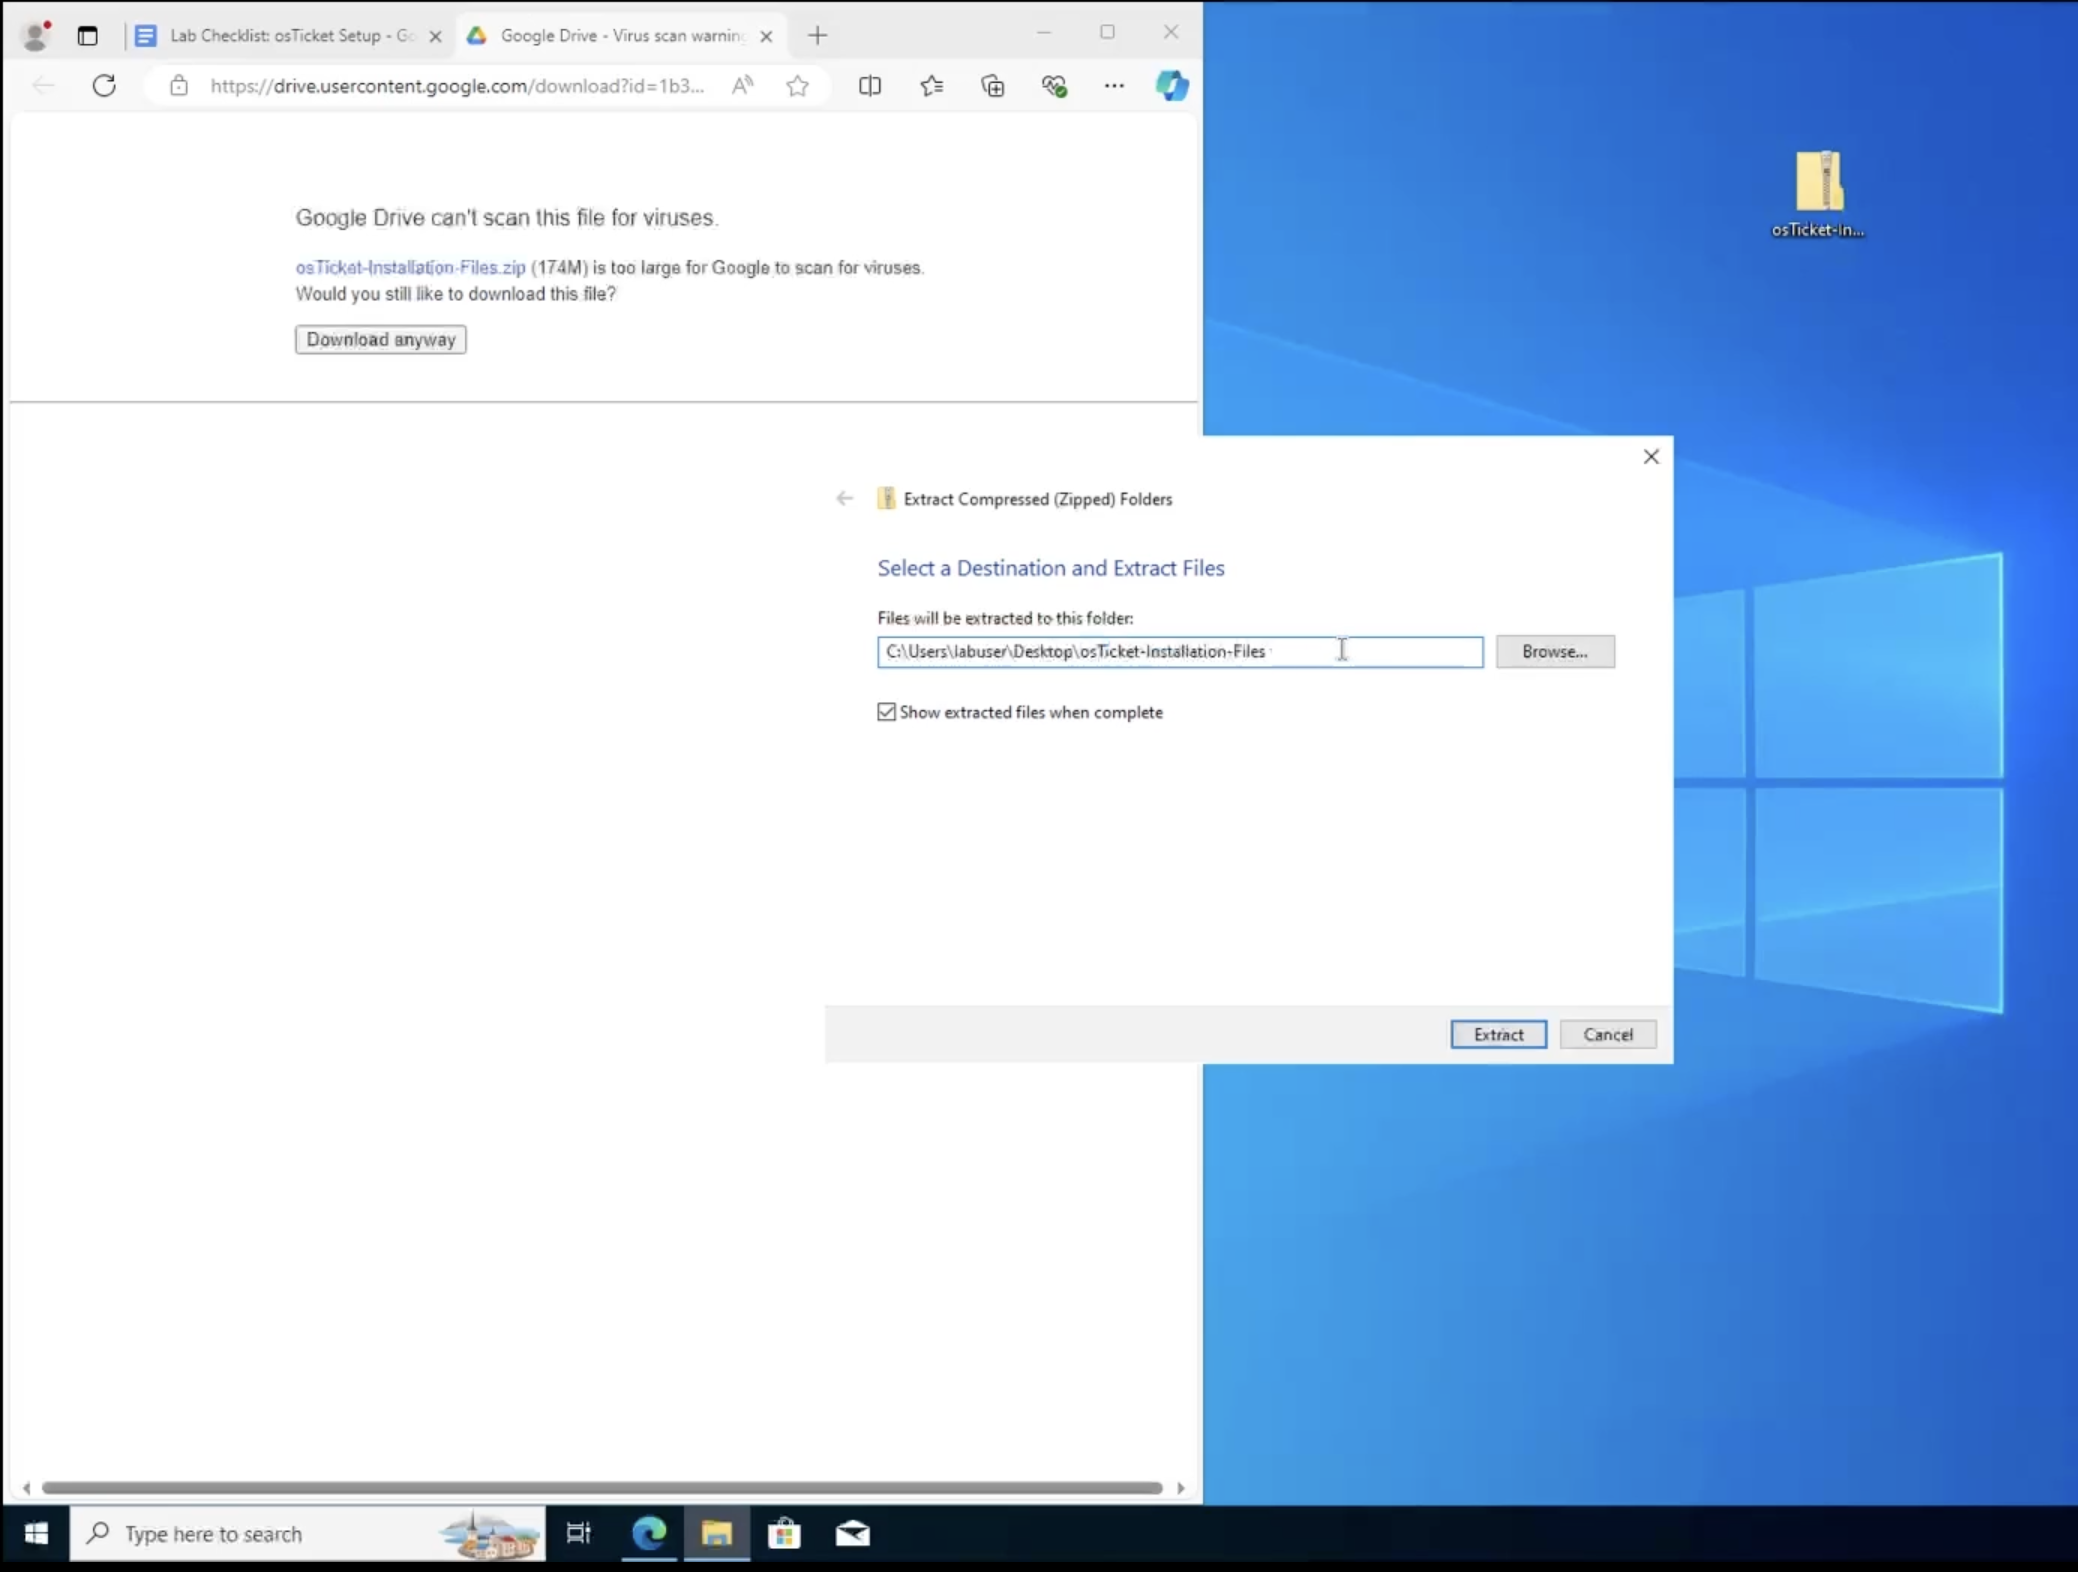 Lab Checklist: osTicket Setup - Go
Google Drive - Virus scan warning
https://drive.usercontent.google.com/download?id=1b3...
Google Drive can't scan this file for viruses.
osTicket-Installation-Files.zip (174M) is too large for Google to scan for viruses.
Would you still like to download this file?
Download anyway
osTicket-In...
Extract Compressed (Zipped) Folders
Select a Destination and Extract Files
Files will be extracted to this folder:
C:\Users\labuser\Desktop\osTicket-Installation-Files
Browse...
Show extracted files when complete
Extract
Cancel
Type here to search